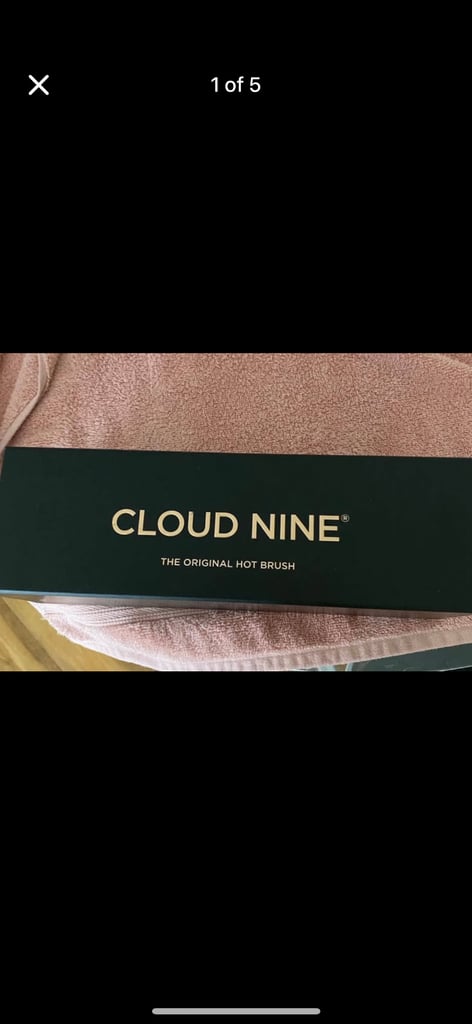 1 of 5
CLOUD NINE®
THE ORIGINAL HOT BRUSH